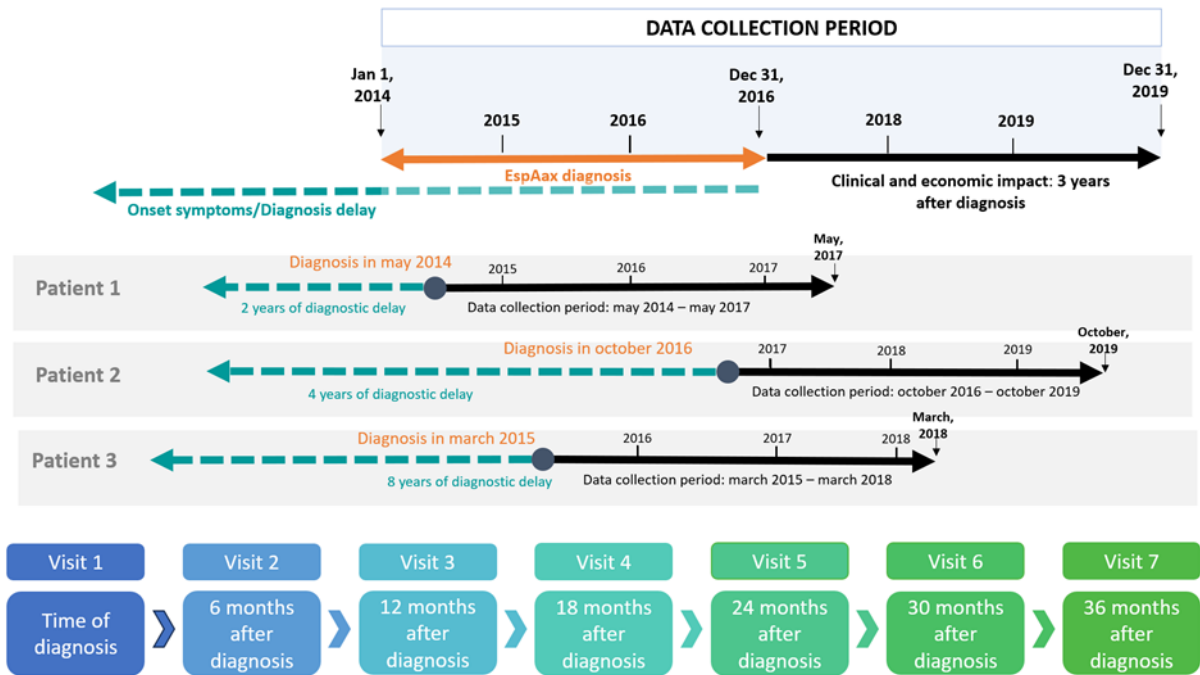 DATA COLLECTION PERIOD
Jan 1,
2014
Dec 31,
2016
Dec 31,
2019
2015
2016
2018
2019
EspAax diagnosis
Clinical and economic impact: 3 years
after diagnosis
Onset symptoms/Diagnosis delay
Patient 1
Diagnosis in may 2014
2015
2016
2017
May,
2017
2 years of diagnostic delay
Data collection period: may 2014 – may 2017
Patient 2
Diagnosis in october 2016
2017
2018
2019
October,
2019
4 years of diagnostic delay
Data collection period: october 2016 – october 2019
Patient 3
Diagnosis in march 2015
2016
2017
2018
March,
2018
8 years of diagnostic delay
Data collection period: march 2015 – march 2018
Visit 1
Visit 2
Visit 3
Visit 4
Visit 5
Visit 6
Visit 7
Time of
diagnosis
6 months
after
diagnosis
12 months
after
diagnosis
18 months
after
diagnosis
24 months
after
diagnosis
30 months
after
diagnosis
36 months
after
diagnosis